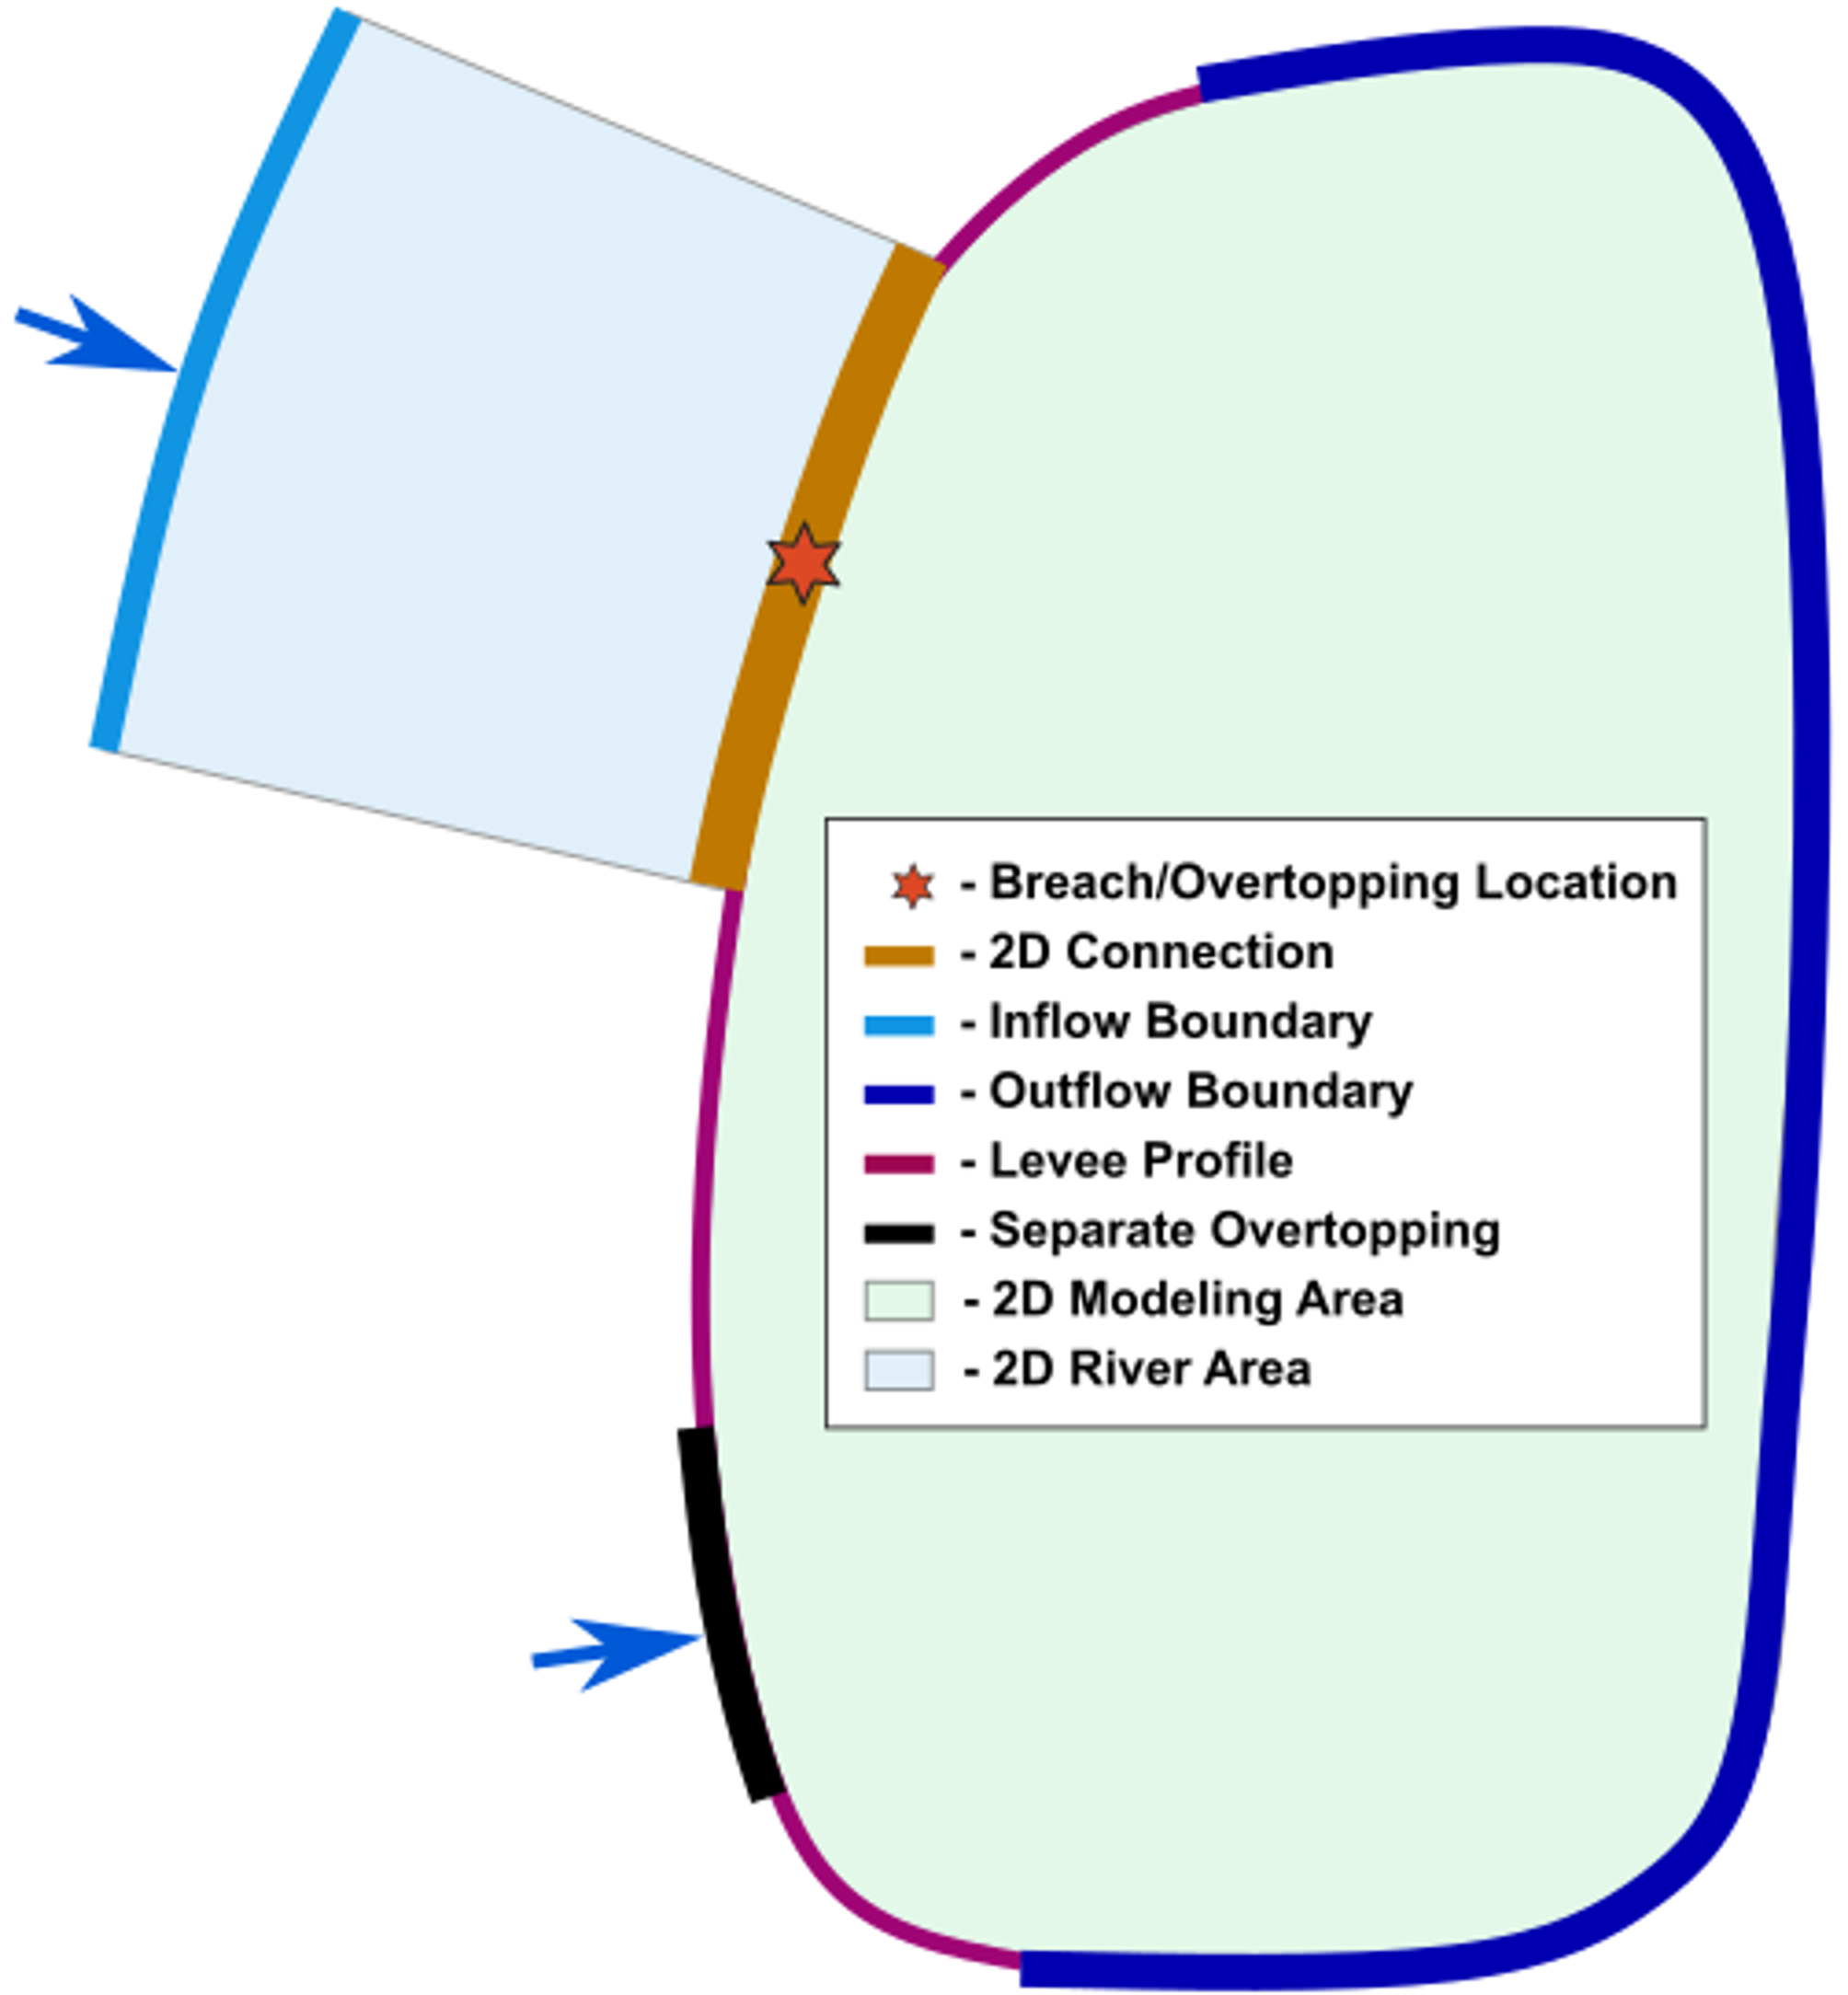 - Breach/Overtopping Location
- 2D Connection
- Inflow Boundary
- Outflow Boundary
- Levee Profile
- Separate Overtopping
- 2D Modeling Area
- 2D River Area